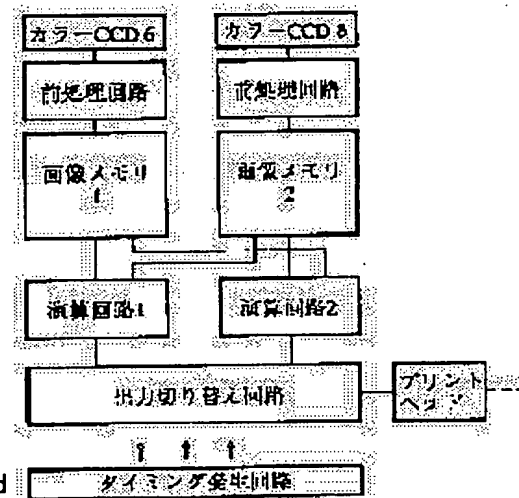 カラーCCD 6
カラーCCD 8
前処理回路
前処理回路
画像メモリ
1
画像メモリ
2
演算回路1
演算回路2
出力切り替え回路
プリント
ヘッド
タイミング発生回路